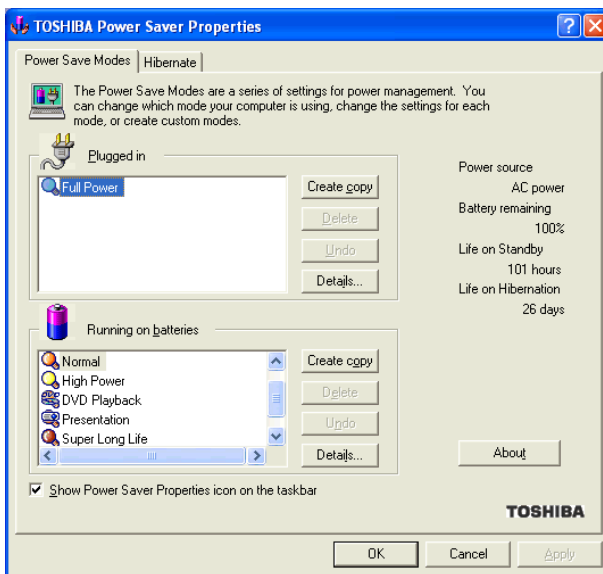 TOSHIBA Power Saver Properties
Power Save Modes
Hibernate
The Power Save Modes are a series of settings for power management. You
can change which mode your computer is using, change the settings for each
mode, or create custom modes.
Plugged in
Full Power
Create copy
Delete
Undo
Details...
Power source
AC power
Battery remaining
100%
Life on Standby
101 hours
Life on Hibernation
26 days
Running on batteries
Normal
High Power
DVD Playback
Presentation
Super Long Life
Create copy
Delete
Undo
Details...
About
Show Power Saver Properties icon on the taskbar
TOSHIBA
OK
Cancel
Apply